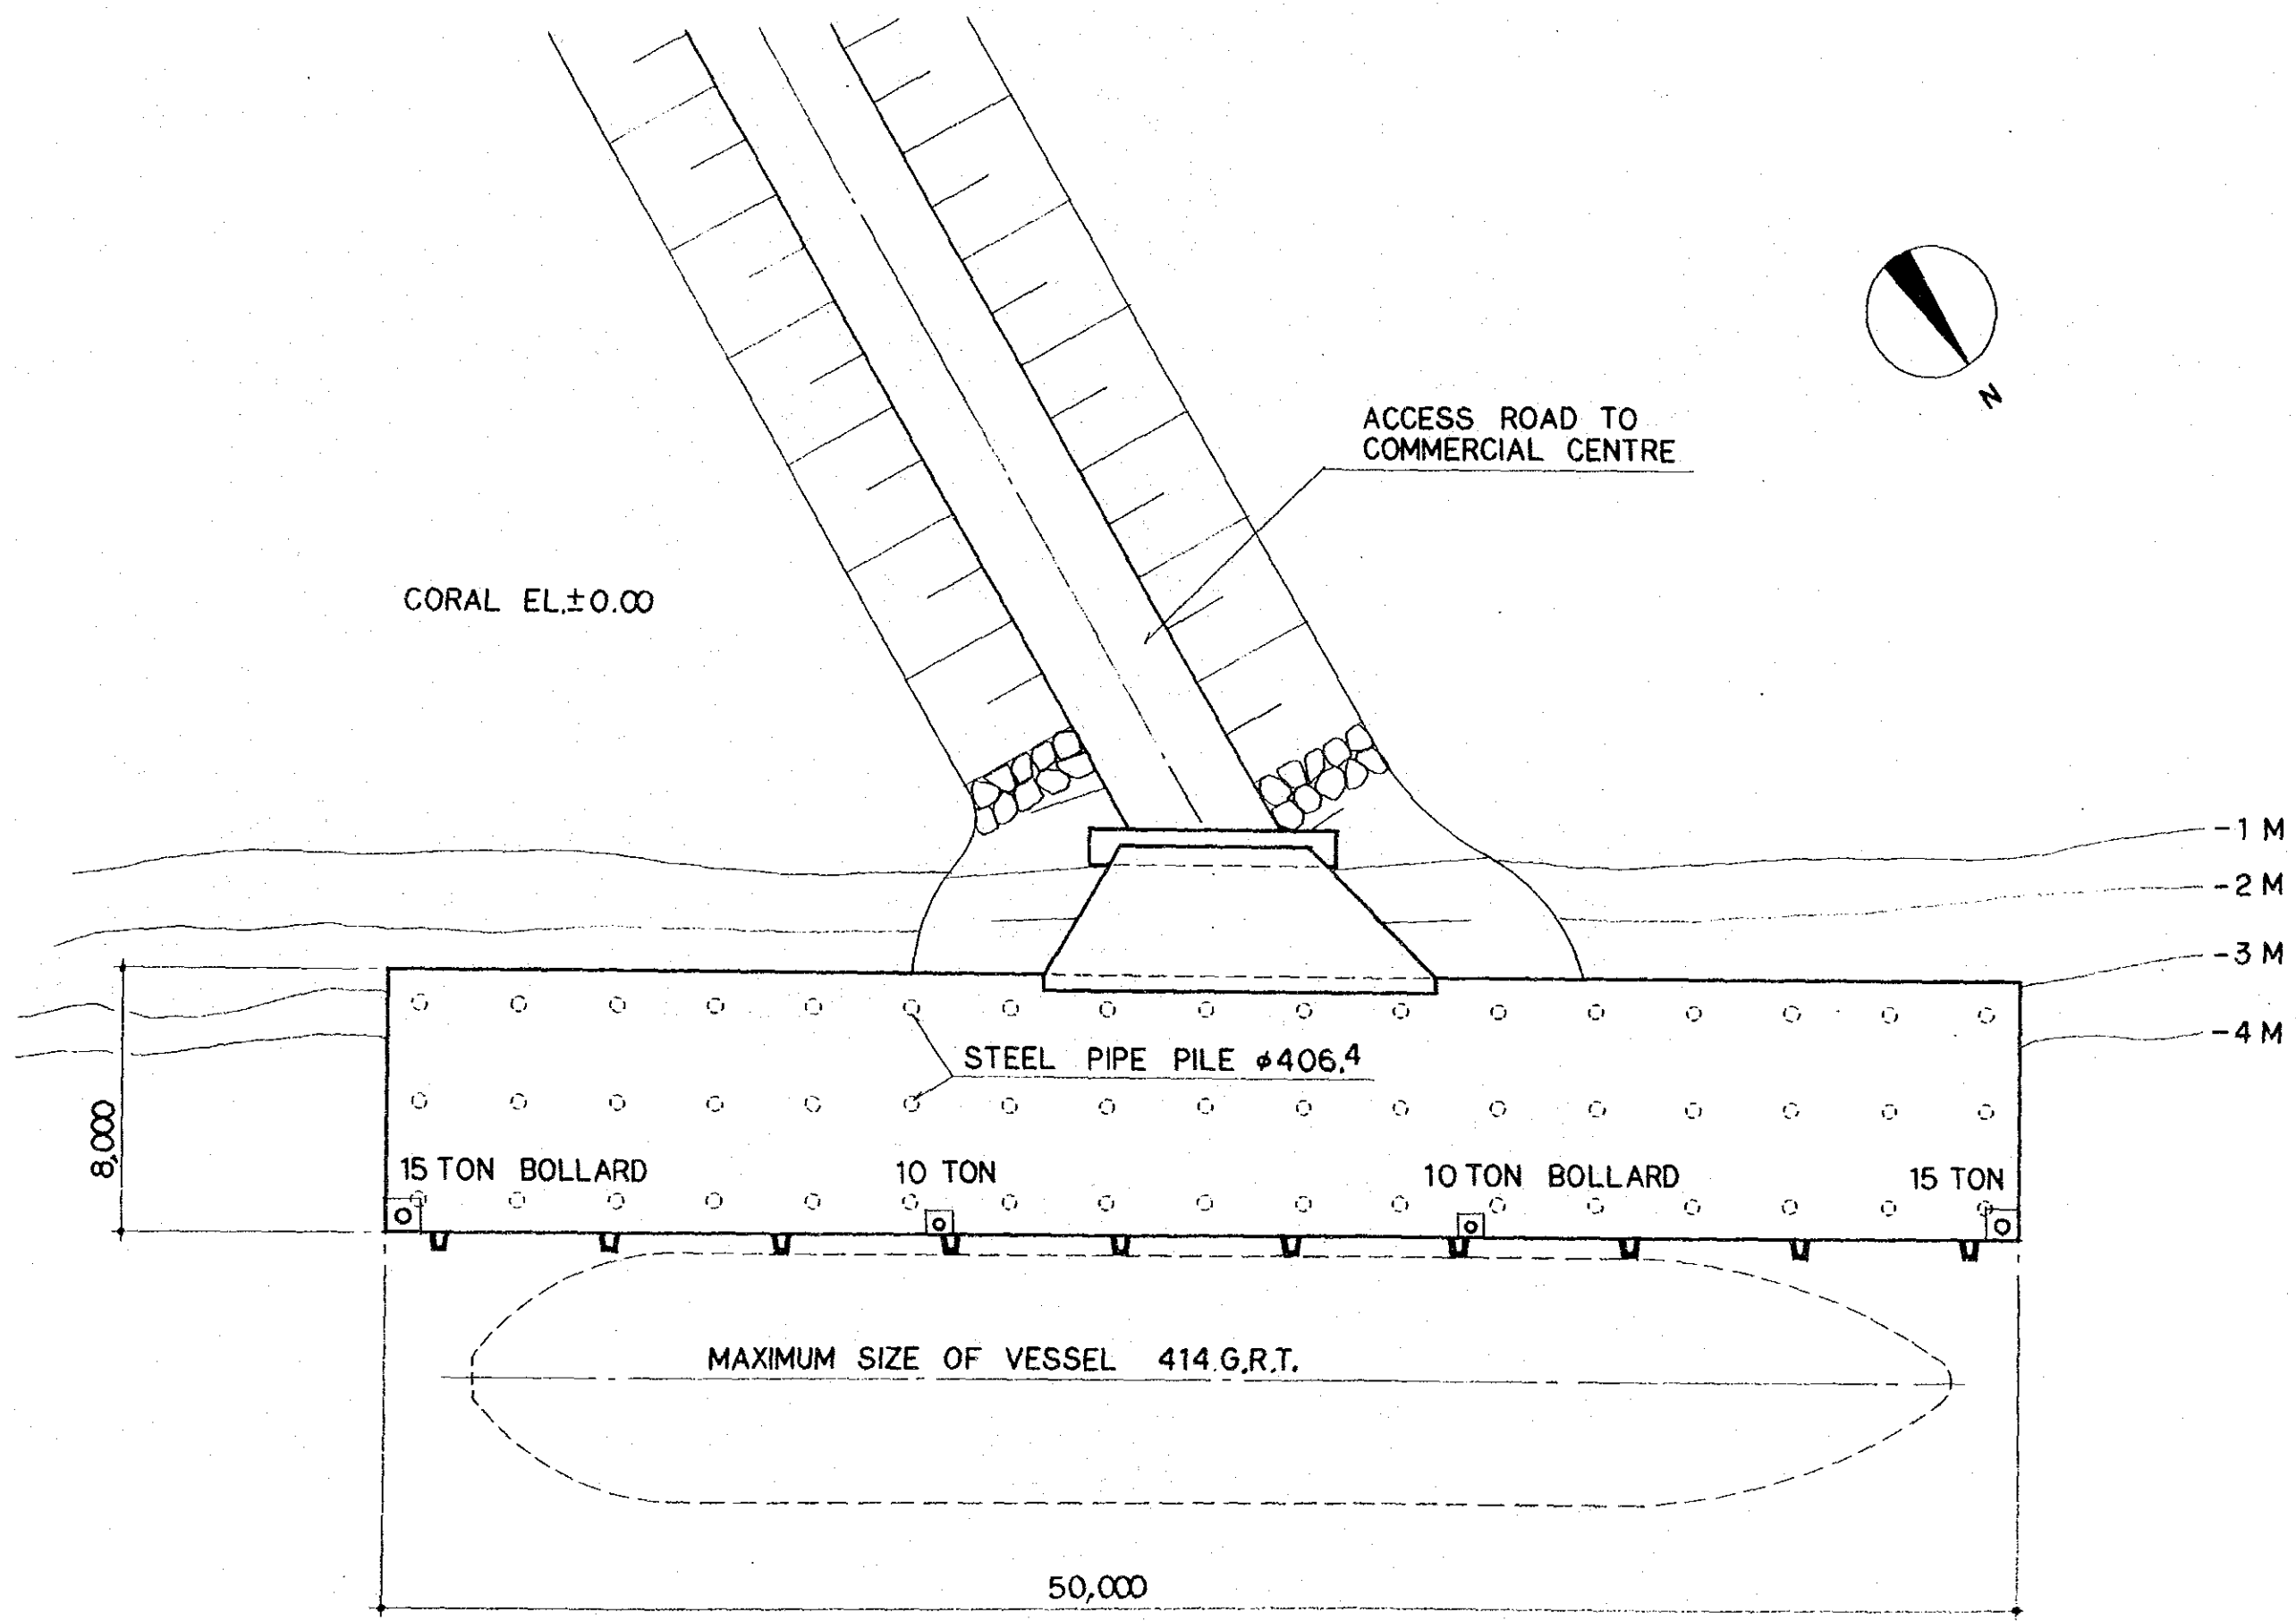 N
ACCESS ROAD TO
COMMERCIAL CENTRE
CORAL EL.±0.00
-1 M
-2 M
-3 M
-4 M
STEEL PIPE PILE ø406.4
8,000
15 TON BOLLARD
10 TON
10 TON BOLLARD
15 TON
MAXIMUM SIZE OF VESSEL 414.G.R.T.
50,000